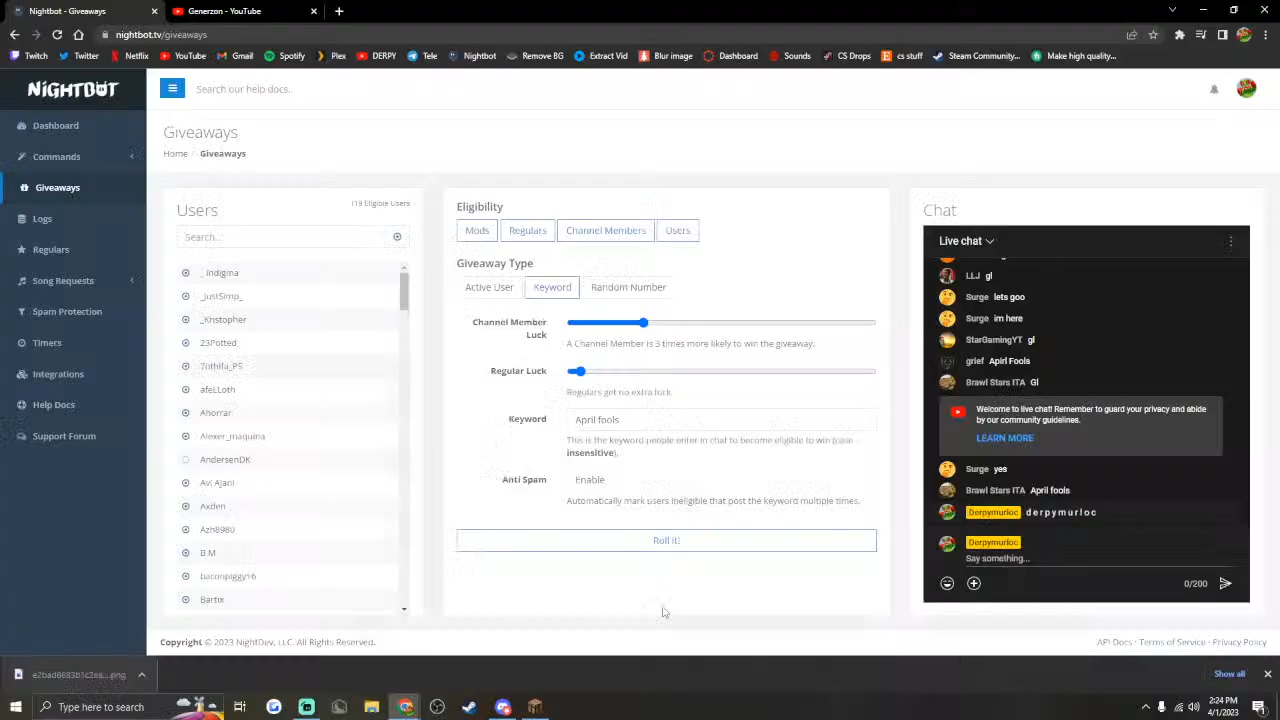 Nightbot - Giveaways
Generzon - YouTube
nightbot.tv/giveaways
Twitch
Twitter
Netflix
YouTube
Gmail
Spotify
Plex
DERPY
Tele
Nightbot
Remove BG
Extract Vid
Blur image
Dashboard
Sounds
CS Drops
cs stuff
Steam Community...
Make high quality...
NIGHTBOT
Search our help docs..
Dashboard
Commands
Giveaways
Logs
Regulars
Song Requests
Spam Protection
Timers
Integrations
Help Docs
Support Forum
Giveaways
Home / Giveaways
Users
119 Eligible Users
Search...
_ indigma
_JustSimp_
_Khstopher
23Potted
afeLLoth
Ahorrar
Alexer_maquina
AndersenDK
Avi Ajani
Axden
Azh8980
B M
baconpiggy16
Bartix
Eligibility
Mods
Regulars
Channel Members
Users
Giveaway Type
Active User
Keyword
Random Number
Channel Member Luck
A Channel Member is 3 times more likely to win the giveaway.
Regular Luck
Regulars get no extra luck
Keyword
April fools
This is the keyword people enter in chat to become eligible to win (case
insensitive).
Anti Spam
Enable
Automatically mark users ineligible that post the keyword multiple times.
Roll it!
Chat
Live chat
LLJ gl
Surge lets goo
Surge im here
StarGamingYT gl
grief Apirl Fools
Brawl Stars ITA Gl
Welcome to live chat! Remember to guard your privacy and abide
by our community guidelines.
LEARN MORE
Surge yes
Brawl Stars ITA April fools
Derpymurloc d e r p y m u r l o c
Derpymurloc
Say something...
0/200
Copyright © 2023 NightDev, LLC. All Rights Reserved.
API Docs · Terms of Service · Privacy Policy
Show all
Type here to search
2:24 PM
4/1/2023